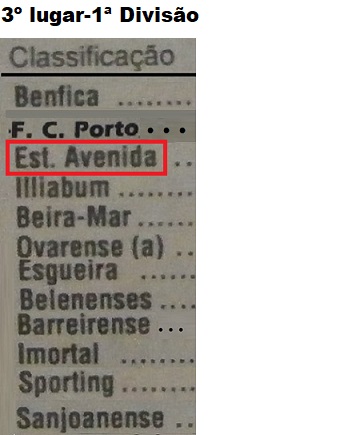 3º lugar-1ª Divisão
Classificação
Benfica ........
F. C. Porto . . .
Est. Avenida ..
Illiabum ......
Beira-Mar .....
Ovarense (a) ..
Esgueira .....
Belenenses ....
Barreirense ...
Imortal .......
Sporting .......
Sanjoanense ..